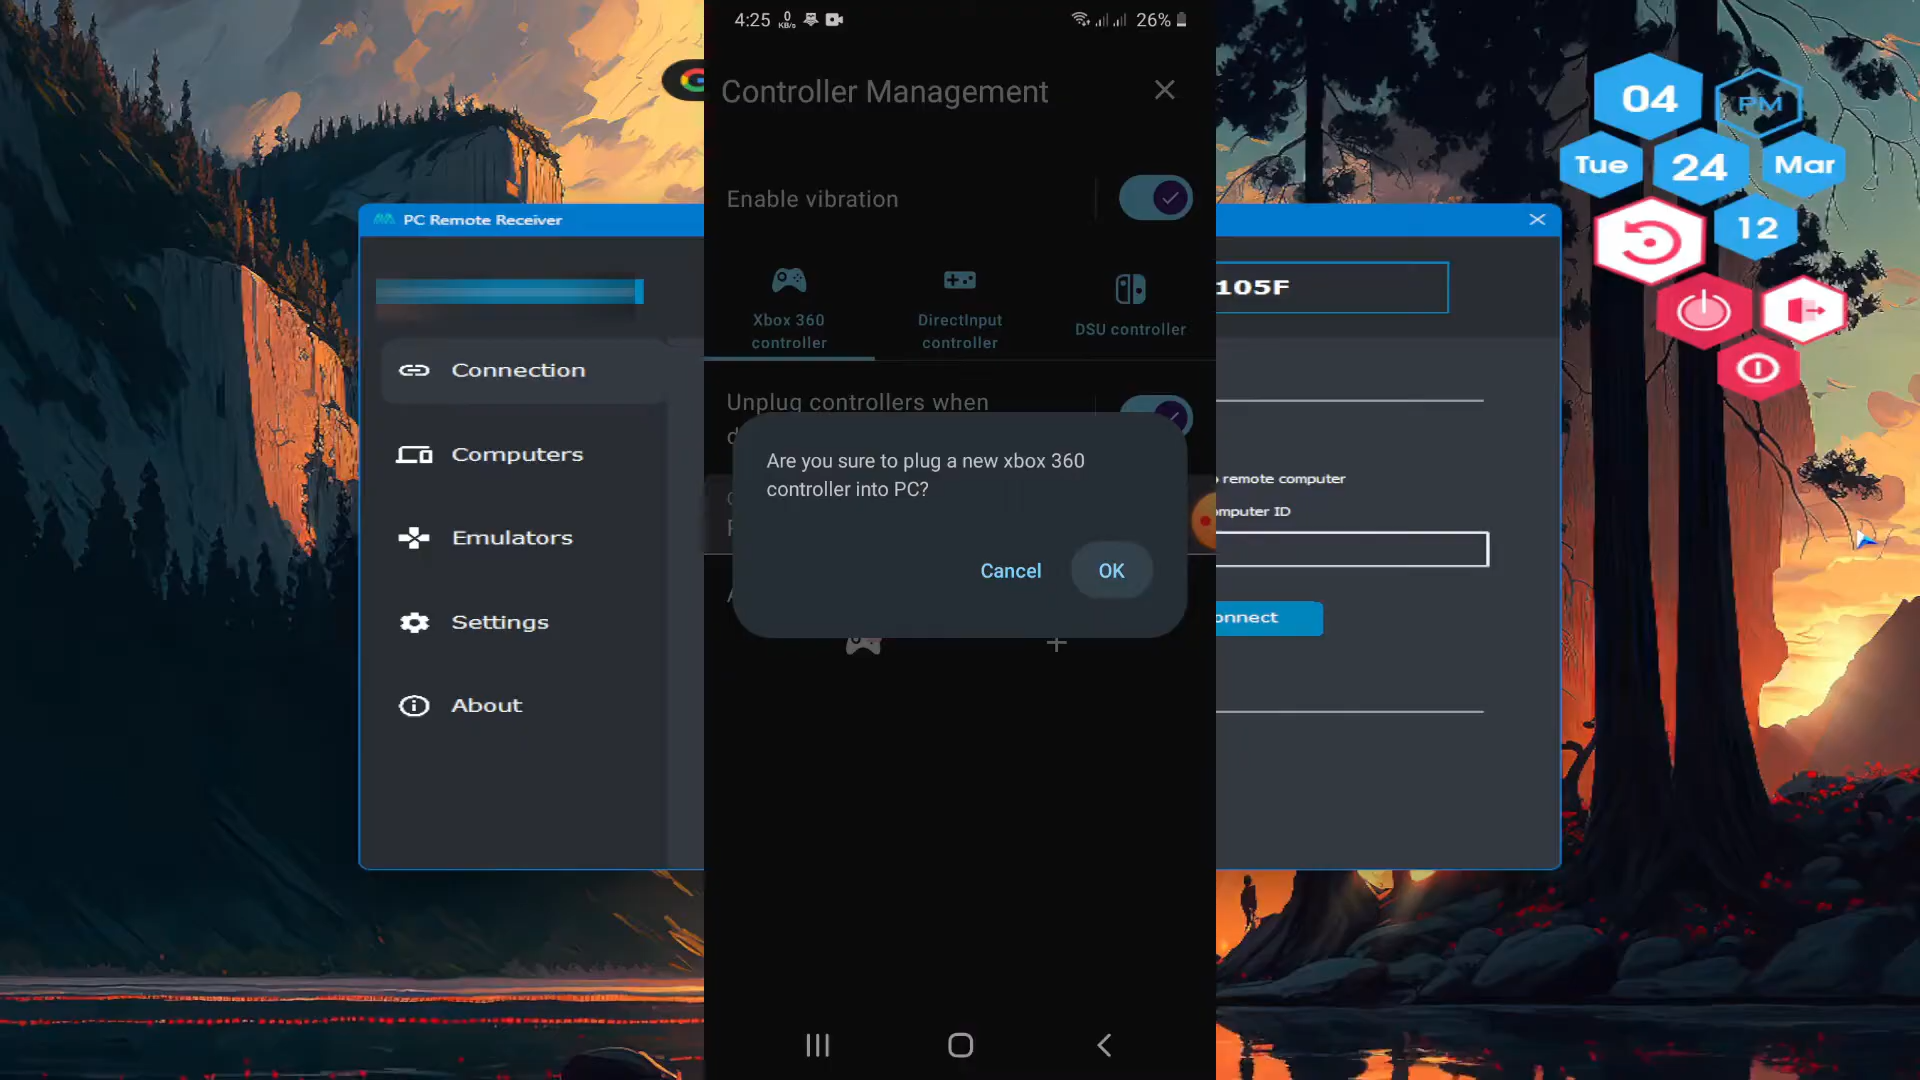 4:25
0
KB/s
26%
Controller Management
Enable vibration
Xbox 360
controller
DirectInput
controller
DSU controller
Unplug controllers when
Are you sure to plug a new xbox 360
controller into PC?
Cancel
OK
PC Remote Receiver
Connection
Computers
Emulators
Settings
About
105F
remote computer
mputer ID
onnect
04
PM
Tue
24
Mar
12